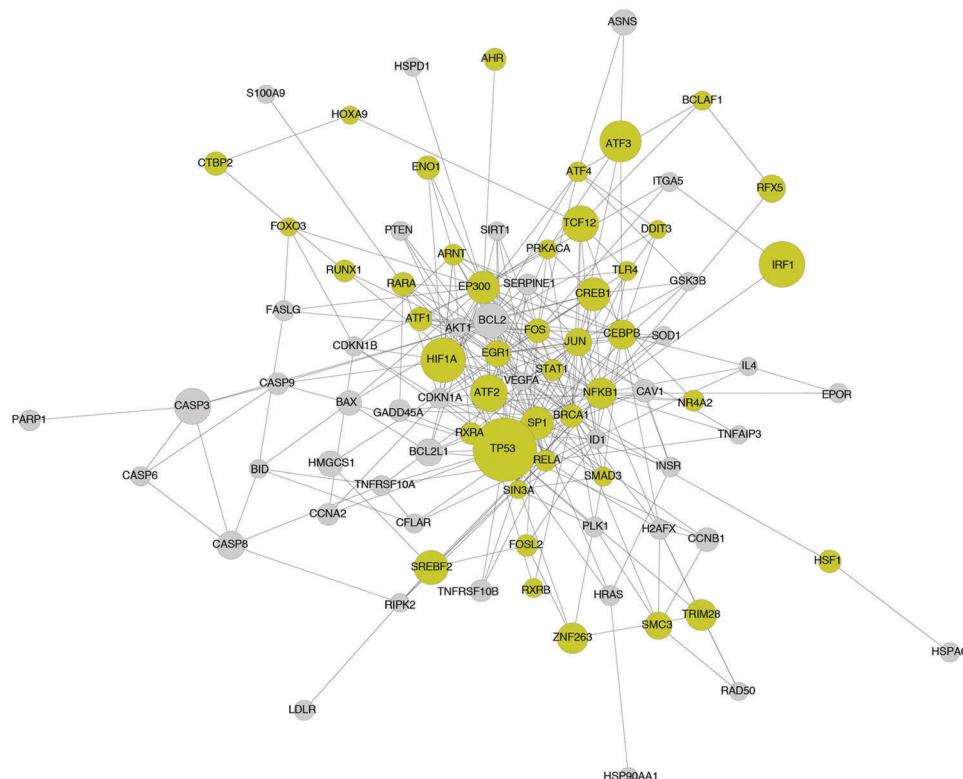 ASNS
AHR
HSPD1
S100A9
BCLAF1
HOXA9
ATF3
CTBP2
ENO1
ATF4
ITGA5
RFX5
FOXO3
PTEN
SIRT1
TCF12
DDIT3
PRKACA
ARNT
IRF1
RUNX1
RARA
EP300
SERPINE1
TLR4
GSK3B
CREB1
FASLG
ATF1
AKT1
BCL2
FOS
CEBPB
SOD1
CDKN1B
JUN
HIF1A
EGR1
STAT1
IL4
CASP9
VEGFA
CASP3
BAX
CDKN1A
ATF2
NFKB1
CAV1
EPOR
NR4A2
PARP1
GADD45A
SP1
BRCA1
RXRA
ID1
TNFAIP3
BCL2L1
TP53
RELA
CASP6
BID
HMGCS1
INSR
TNFRSF10A
SIN3A
SMAD3
CCNA2
CFLAR
PLK1
H2AFX
CCNB1
CASP8
FOSL2
SREBF2
HSF1
TNFRSF10B
RXRB
HRAS
RIPK2
TRIM28
SMC3
ZNF263
HSPA6
RAD50
LDLR
HSP90AA1